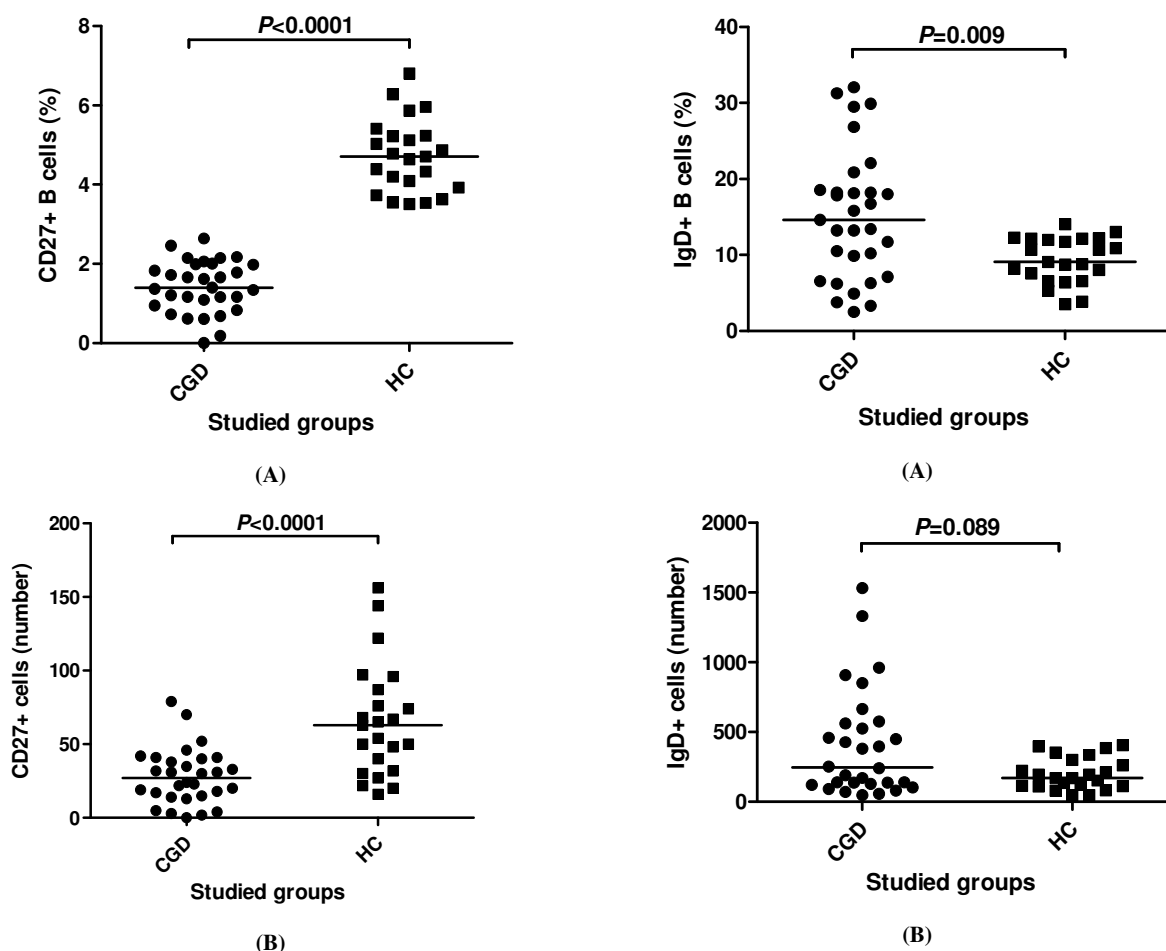 P<0.0001
8
6
4
2
0
CD27+ B cells (%)
CGD
HC
Studied groups
(A)
P=0.009
40
30
20
10
0
IgD+ B cells (%)
CGD
HC
Studied groups
(A)
P<0.0001
200
150
100
50
0
CD27+ cells (number)
CGD
HC
Studied groups
(B)
P=0.089
2000
1500
1000
500
0
IgD+ cells (number)
CGD
HC
Studied groups
(B)